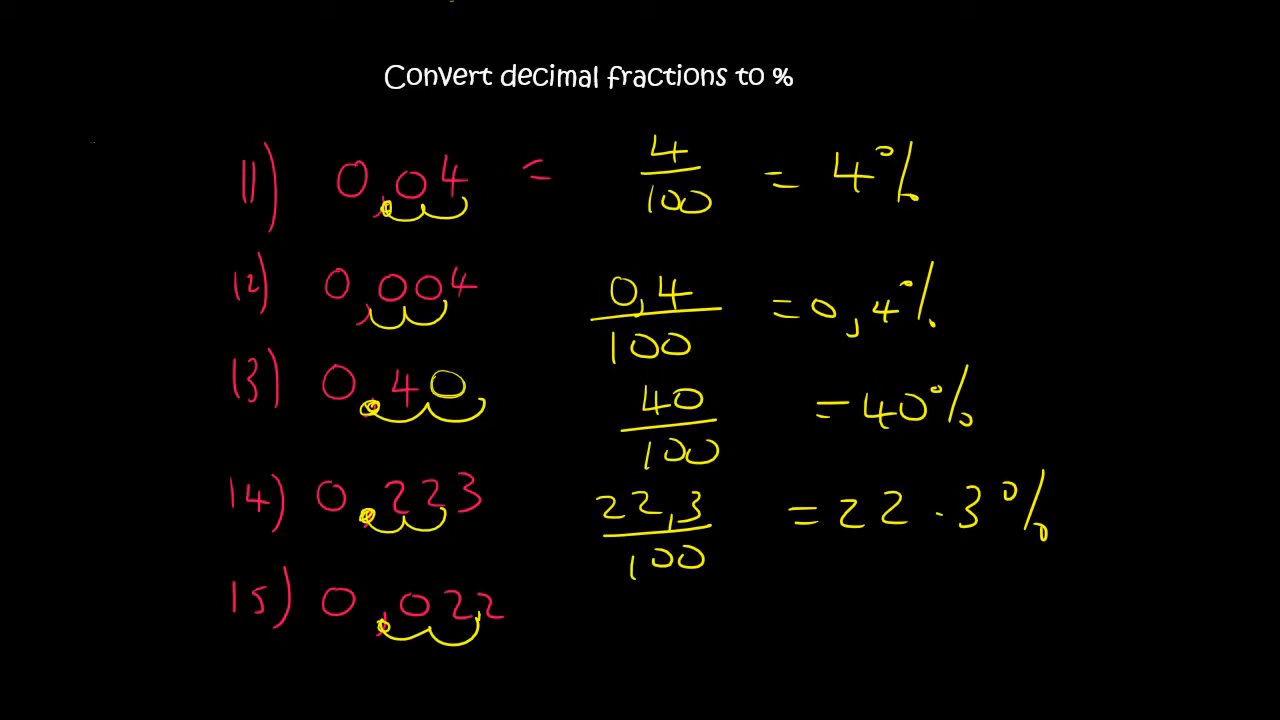 Convert decimal fractions to %
11) 0,04 = 4/100 = 4%
12) 0,004 0,4/100 = 0,4%
13) 0,40 40/100 = 40%
14) 0,223 22,3/100 = 22.3%
15) 0,022